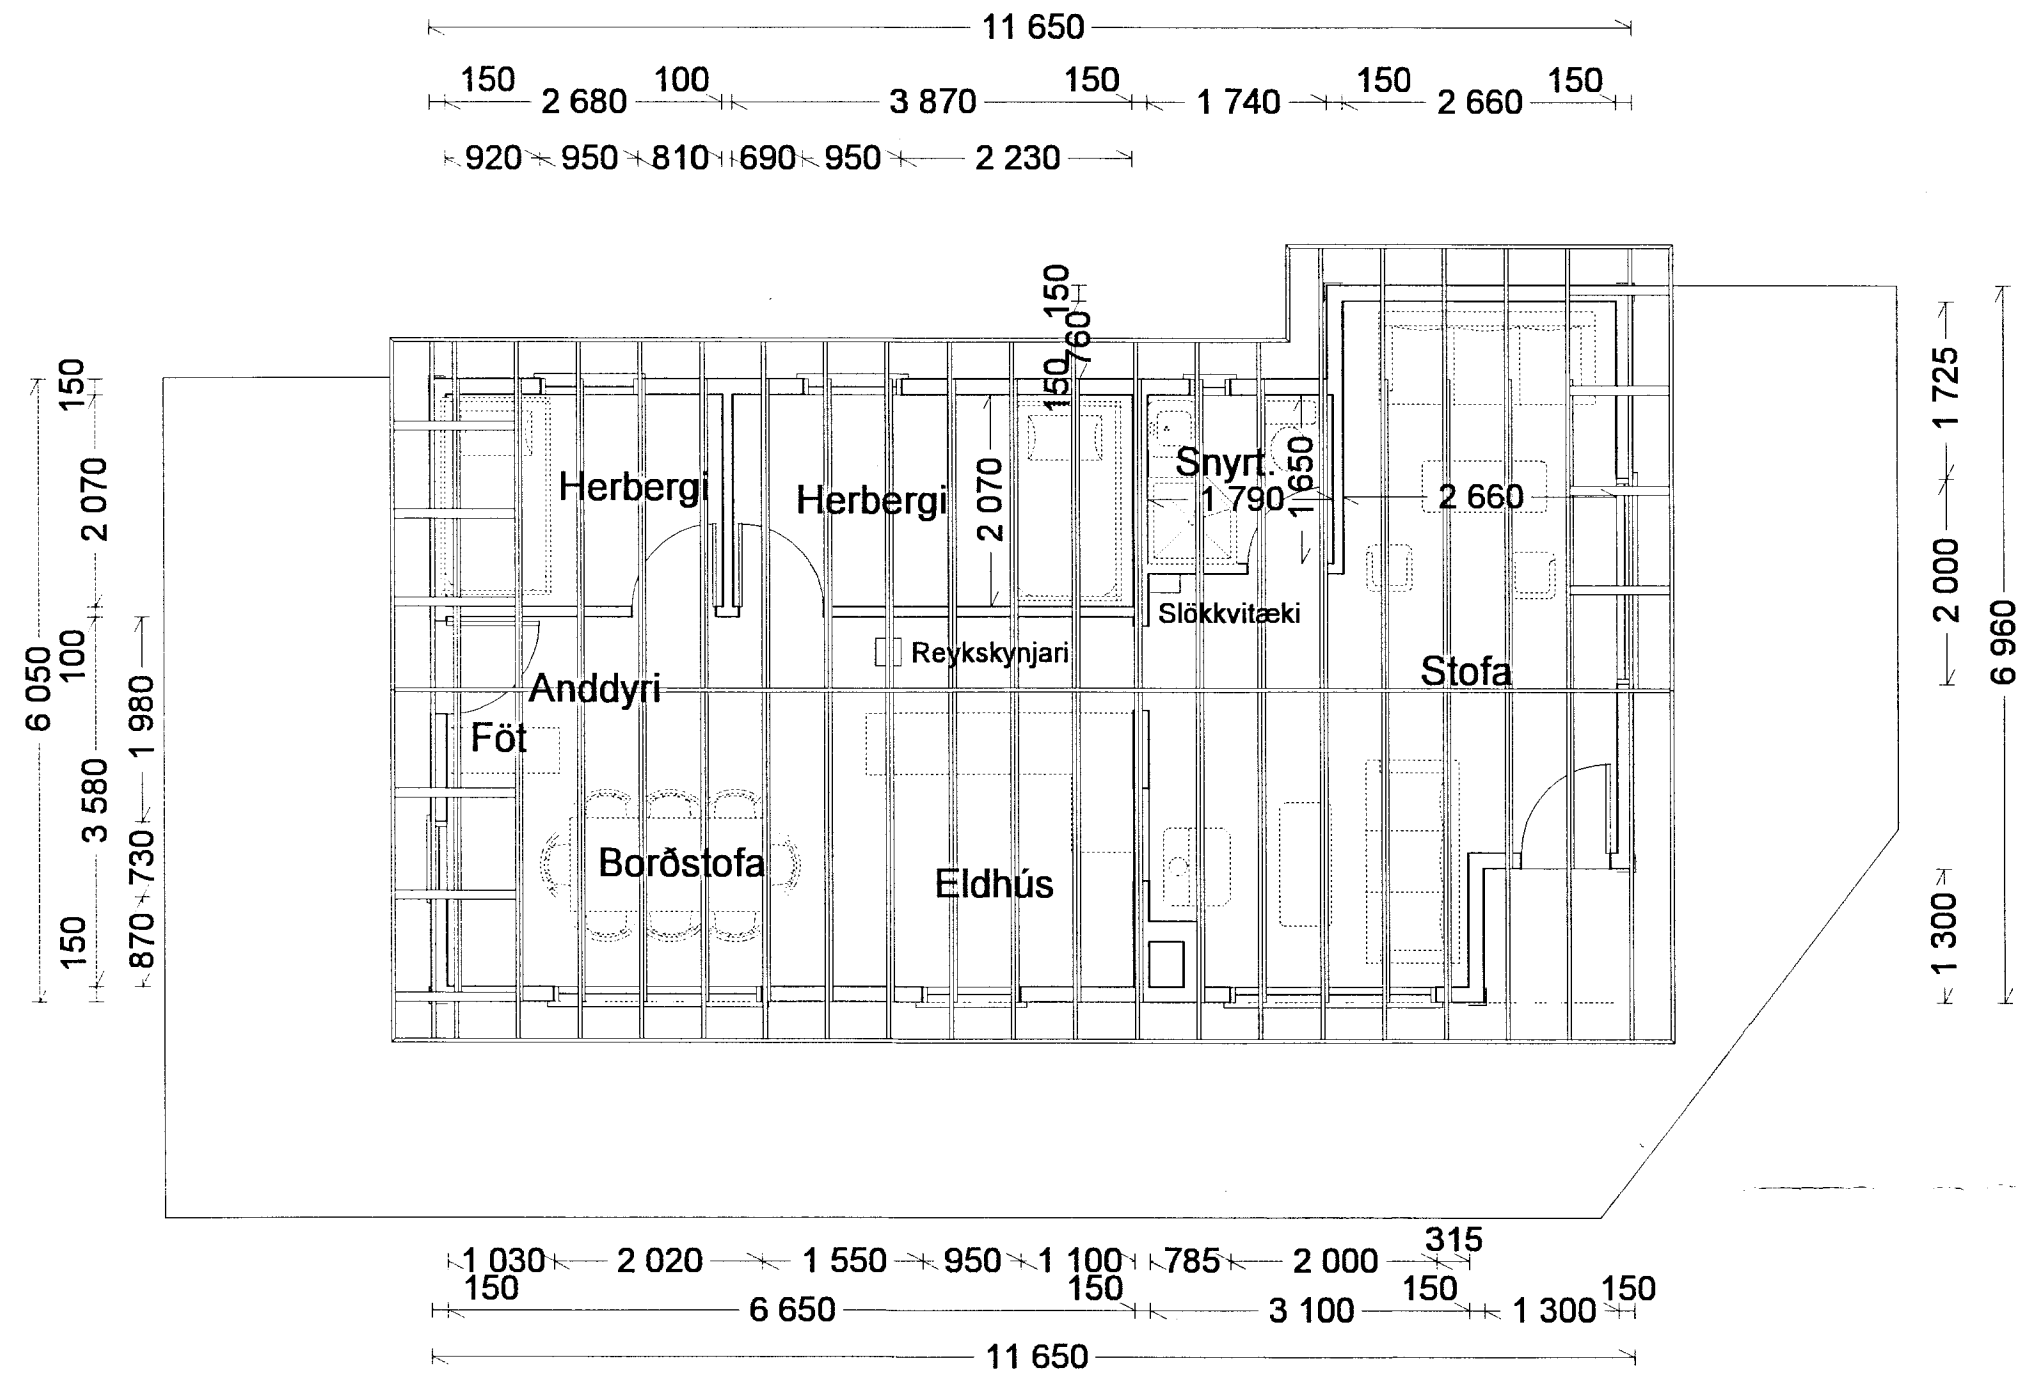 11 650
150 100 150 150 150
2 680 3 870 1 740 2 660
920 950 810 690 950 2 230
150
760
150
150
2 070
100
3 580
150
6 050
1 980
730
870
1 725
2 000
1 300
6 960
Herbergi
Herbergi
2 070
Snyrt.
1 790
1 650
2 660
Slökkvitæki
Reykskynjari
Stofa
Anddyri
Föt
Borðstofa
Eldhús
315
1 030 2 020 1 550 950 1 100 785 2 000
150 150 150 150
6 650 3 100 1 300
11 650